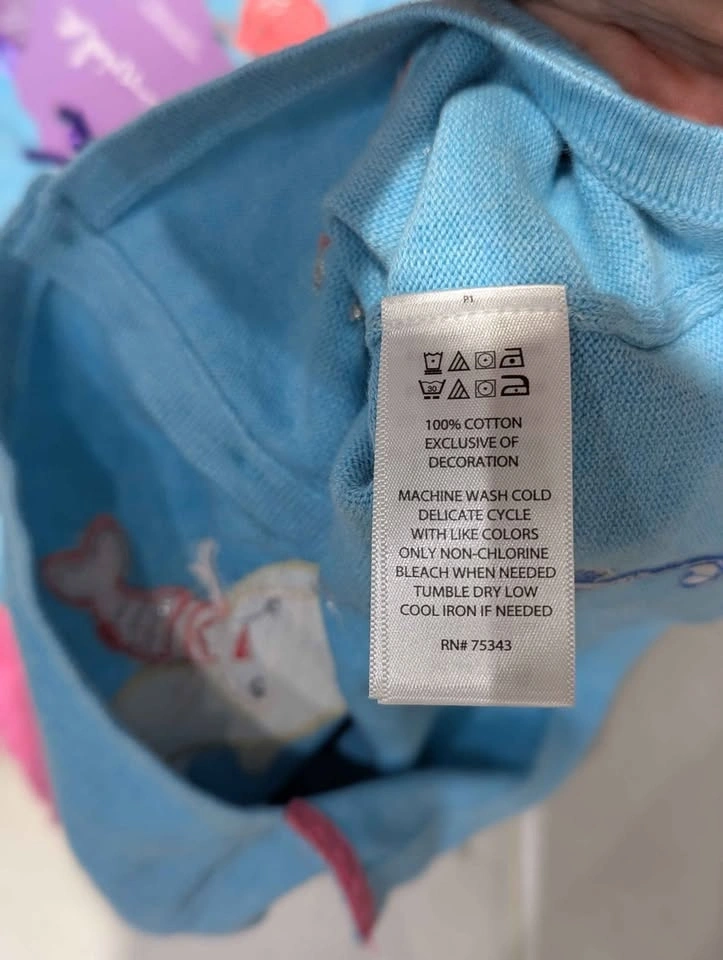 P1
30
100% COTTON
EXCLUSIVE OF
DECORATION
MACHINE WASH COLD
DELICATE CYCLE
WITH LIKE COLORS
ONLY NON-CHLORINE
BLEACH WHEN NEEDED
TUMBLE DRY LOW
COOL IRON IF NEEDED
RN# 75343